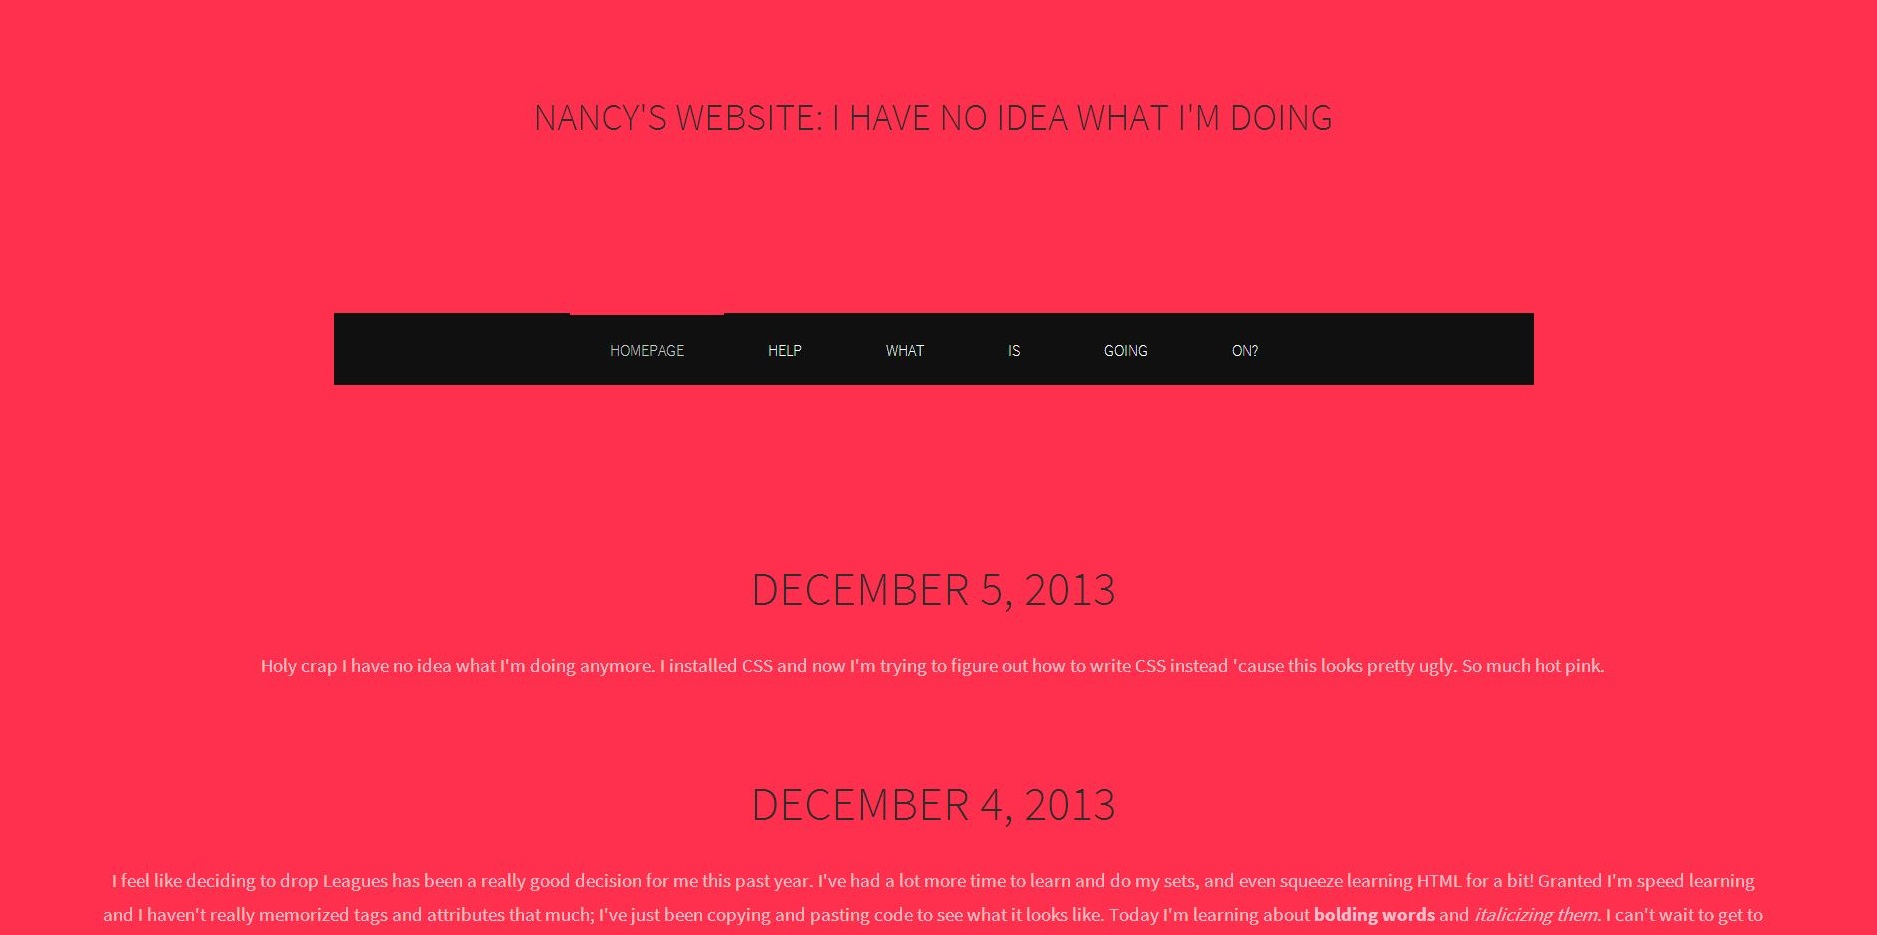 NANCY'S WEBSITE: I HAVE NO IDEA WHAT I'M DOING
HOMEPAGE HELP WHAT IS GOING ON?
DECEMBER 5, 2013
Holy crap I have no idea what I'm doing anymore. I installed CSS and now I'm trying to figure out how to write CSS instead 'cause this looks pretty ugly. So much hot pink.
DECEMBER 4, 2013
I feel like deciding to drop Leagues has been a really good decision for me this past year. I've had a lot more time to learn and do my sets, and even squeeze learning HTML for a bit! Granted I'm speed learning
and I haven't really memorized tags and attributes that much; I've just been copying and pasting code to see what it looks like. Today I'm learning about bolding words and italicizing them. I can't wait to get to